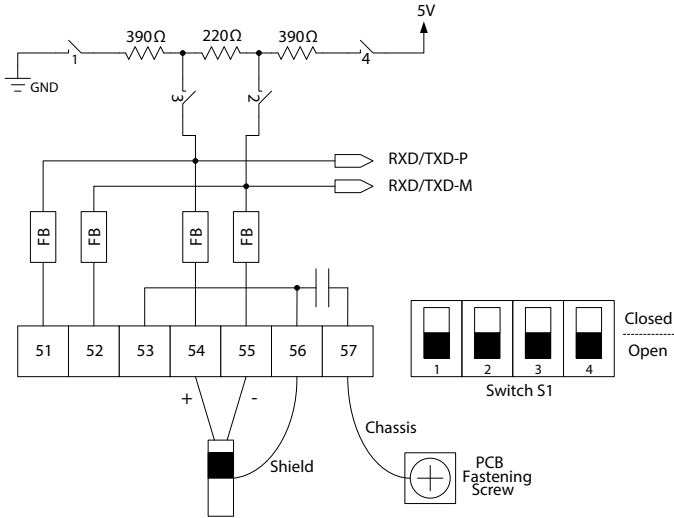 5V
390Ω 220Ω 390Ω
1
4
GND
3
2
RXD/TXD-P
RXD/TXD-M
FB FB FB FB
51 52 53 54 55 56 57
Closed
Open
1 2 3 4
Switch S1
+ -
Chassis
Shield
PCB
Fastening
Screw